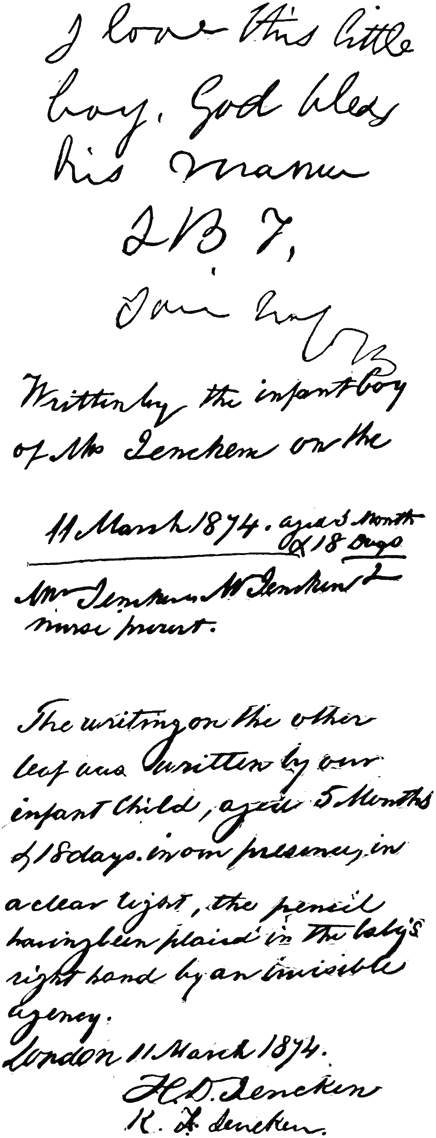 I love this little
boy. God bless
his Mama
J B T,
Written by the infant boy
of Mrs Jencken on the
11 March 1874. aged 5 Month
& 18 Days
Mrs Jencken, Mr Jencken &
Nurse present.
The writing on the other
leaf was written by our
infant Child, aged 5 Months
& 18 days. in our presence, in
a clear light, the pencil
having been placed in the baby's
right hand by an invisible
agency.
London 11 March 1874.
H. D. Jencken
K. F. Jencken.